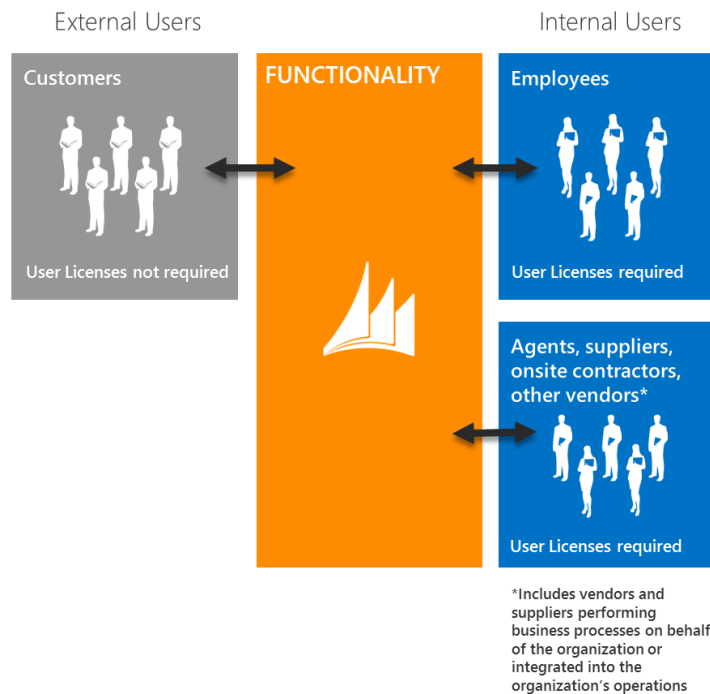 External Users
Internal Users
Customers
User Licenses not required
FUNCTIONALITY
Employees
User Licenses required
Agents, suppliers,
onsite contractors,
other vendors*
User Licenses required
*Includes vendors and
suppliers performing
business processes on behalf
of the organization or
integrated into the
organization's operations